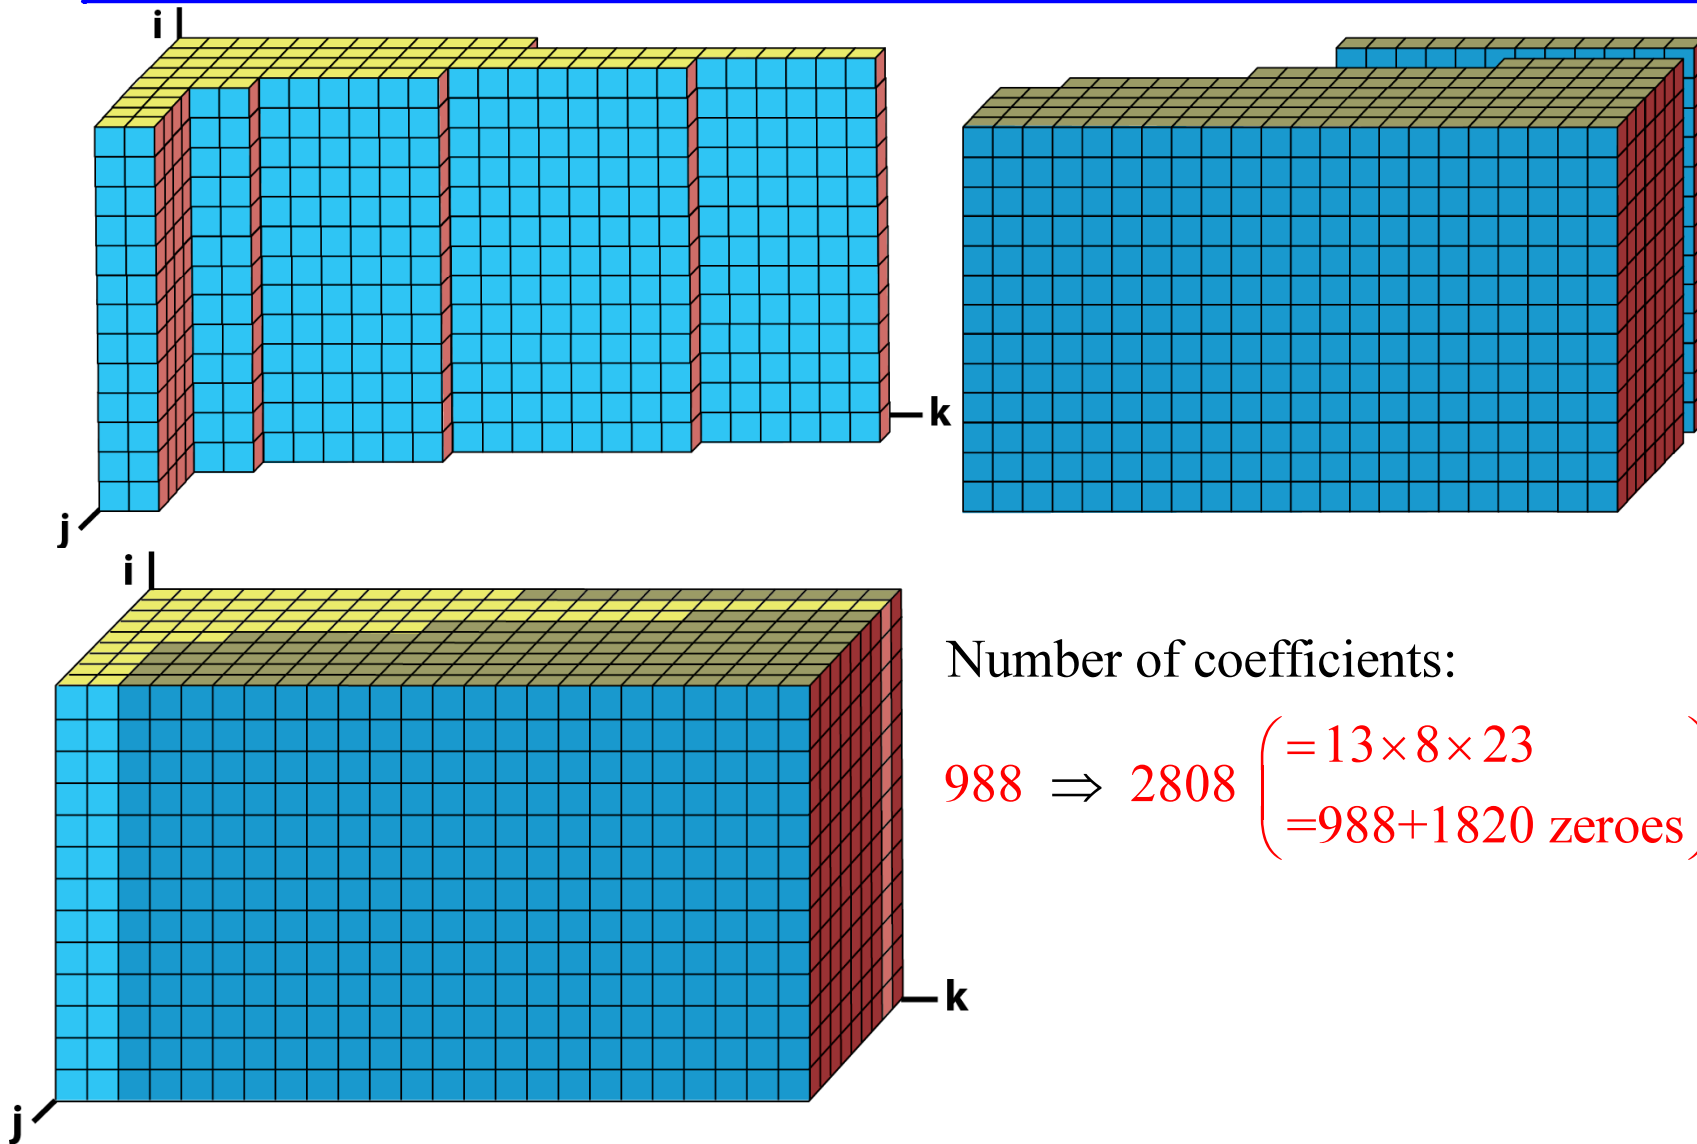 i
k
j
i
k
j
Number of coefficients:
988 ⇒ 2808 ( = 13×8×23
=988+1820 zeroes )